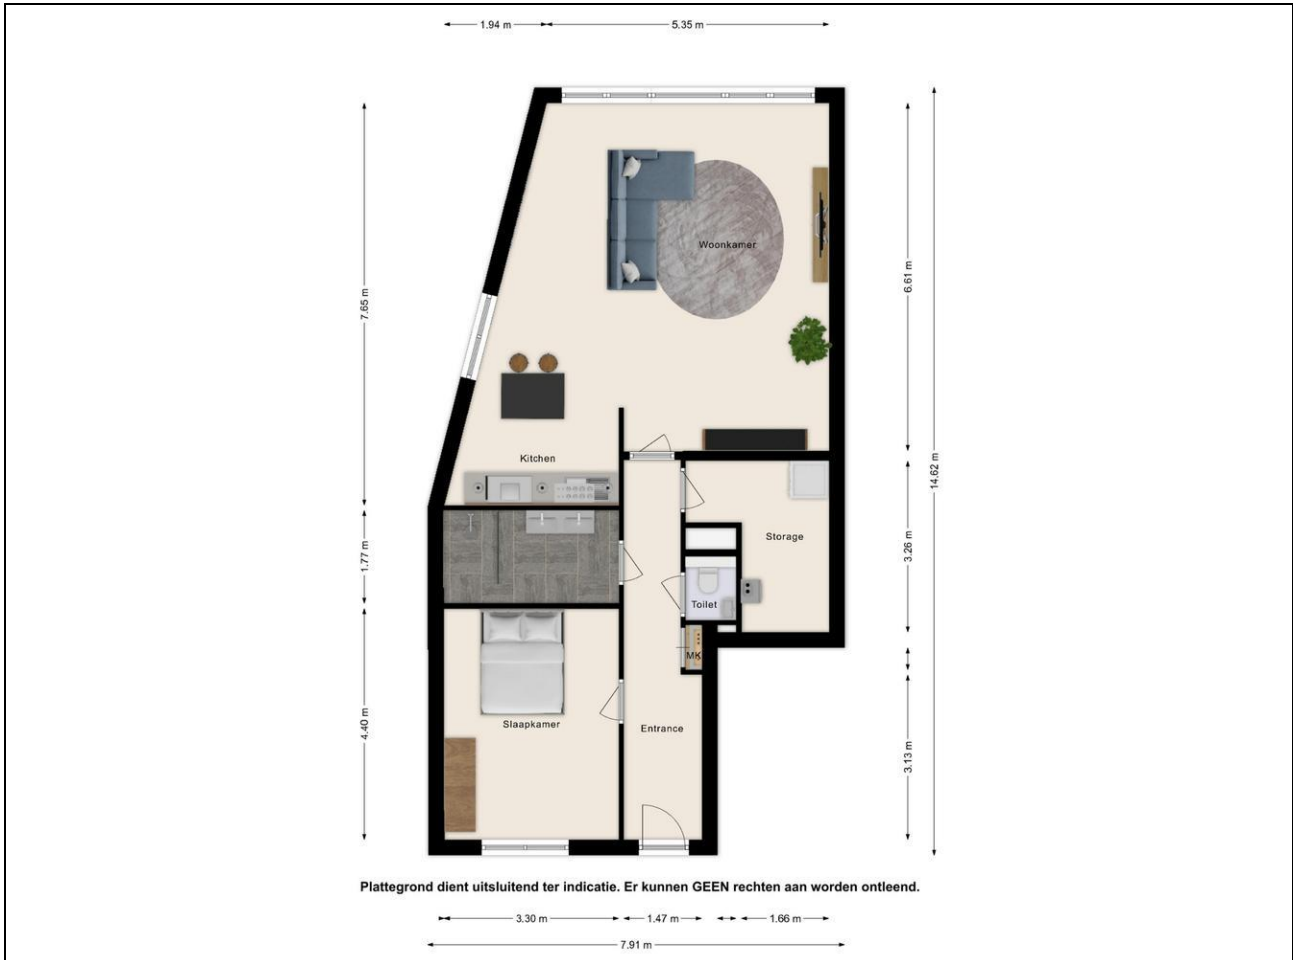 1.94 m
5.35 m
Woonkamer
7.65 m
6.61 m
Kitchen
14.62 m
Storage
3.26 m
1.77 m
Toilet
MK
Slaapkamer
Entrance
4.40 m
3.13 m
Plattegrond dient uitsluitend ter indicatie. Er kunnen GEEN rechten aan worden ontleend.
3.30 m
1.47 m
1.66 m
7.91 m